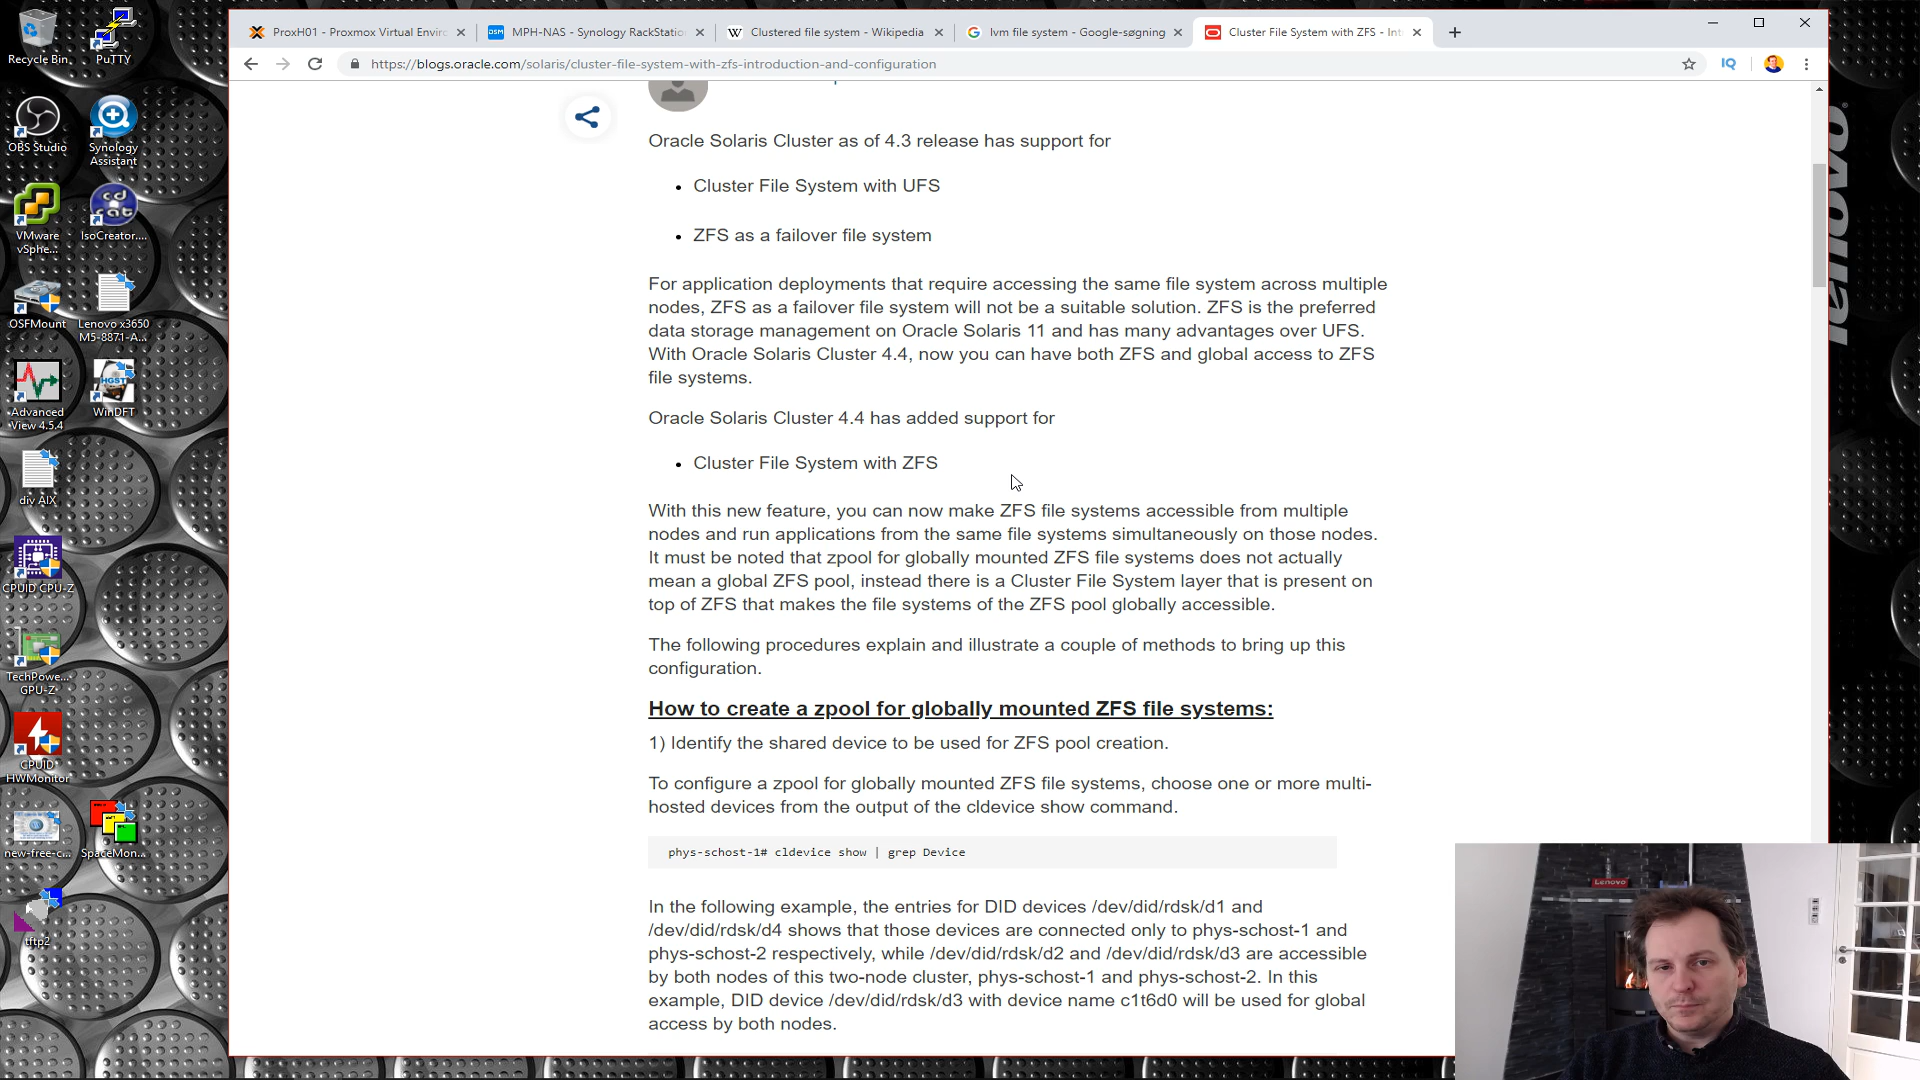 Recycle Bin
PuTTY
OBS Studio
Synology
Assistant
VMware
vSphe...
IsoCreator....
OSFMount
Lenovo x3650
M5-8871-A...
Advanced
View 4.5.4
WinDFT
div AIX
CPUID CPU-Z
TechPowe...
GPU-Z
CPUID
HWMonitor
new-free-c...
SpaceMon...
tftp2
cd
cat
HGST
ProxH01 - Proxmox Virtual Enviro
DSM
MPH-NAS - Synology RackStatio
W
Clustered file system - Wikipedia
lvm file system - Google-søgning
Cluster File System with ZFS - Int
https://blogs.oracle.com/solaris/cluster-file-system-with-zfs-introduction-and-configuration
IQ
Oracle Solaris Cluster as of 4.3 release has support for
• Cluster File System with UFS
• ZFS as a failover file system
For application deployments that require accessing the same file system across multiple
nodes, ZFS as a failover file system will not be a suitable solution. ZFS is the preferred
data storage management on Oracle Solaris 11 and has many advantages over UFS.
With Oracle Solaris Cluster 4.4, now you can have both ZFS and global access to ZFS
file systems.
Oracle Solaris Cluster 4.4 has added support for
• Cluster File System with ZFS
With this new feature, you can now make ZFS file systems accessible from multiple
nodes and run applications from the same file systems simultaneously on those nodes.
It must be noted that zpool for globally mounted ZFS file systems does not actually
mean a global ZFS pool, instead there is a Cluster File System layer that is present on
top of ZFS that makes the file systems of the ZFS pool globally accessible.
The following procedures explain and illustrate a couple of methods to bring up this
configuration.
How to create a zpool for globally mounted ZFS file systems:
1) Identify the shared device to be used for ZFS pool creation.
To configure a zpool for globally mounted ZFS file systems, choose one or more multi-
hosted devices from the output of the cldevice show command.
phys-schost-1# cldevice show | grep Device
In the following example, the entries for DID devices /dev/did/rdsk/d1 and
/dev/did/rdsk/d4 shows that those devices are connected only to phys-schost-1 and
phys-schost-2 respectively, while /dev/did/rdsk/d2 and /dev/did/rdsk/d3 are accessible
by both nodes of this two-node cluster, phys-schost-1 and phys-schost-2. In this
example, DID device /dev/did/rdsk/d3 with device name c1t6d0 will be used for global
access by both nodes.
lenovo
Lenovo